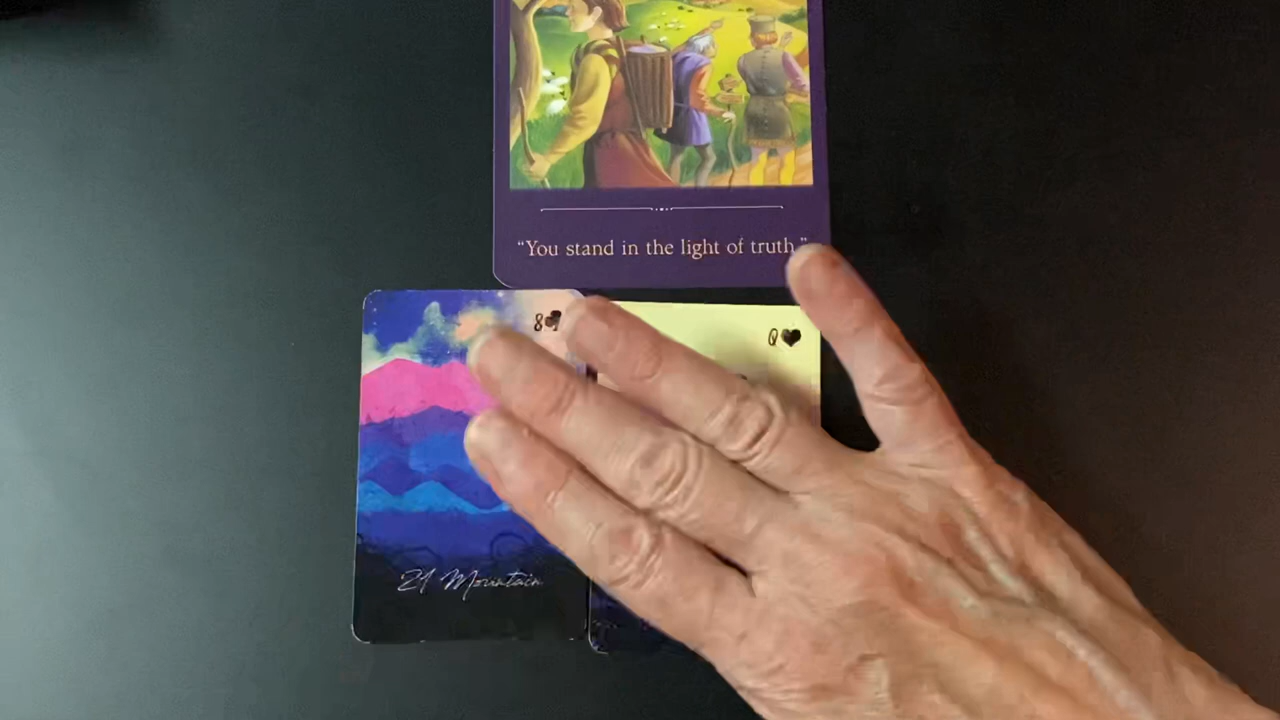 “You stand in the light of truth.”
8♣
Q♥
21 Mountain